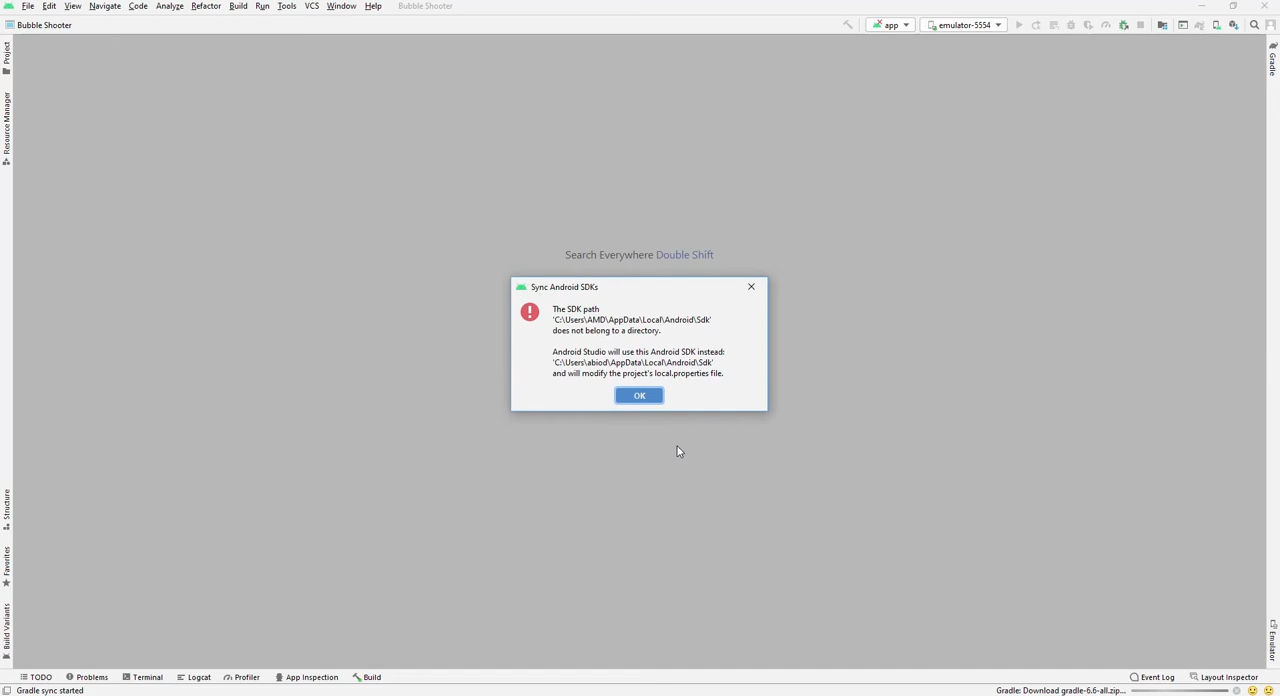 File Edit View Navigate Code Analyze Refactor Build Run Tools VCS Window Help Bubble Shooter
Bubble Shooter
app
emulator-5554
Project
Resource Manager
Structure
Favorites
Build Variants
Gradle
Emulator
Search Everywhere Double Shift
Sync Android SDKs
The SDK path
'C:\Users\AMD\AppData\Local\Android\Sdk'
does not belong to a directory.
Android Studio will use this Android SDK instead:
'C:\Users\abiod\AppData\Local\Android\Sdk'
and will modify the project's local.properties file.
OK
TODO Problems Terminal Logcat Profiler App Inspection Build Event Log Layout Inspector
Gradle sync started Gradle: Download gradle-6.6-all.zip...